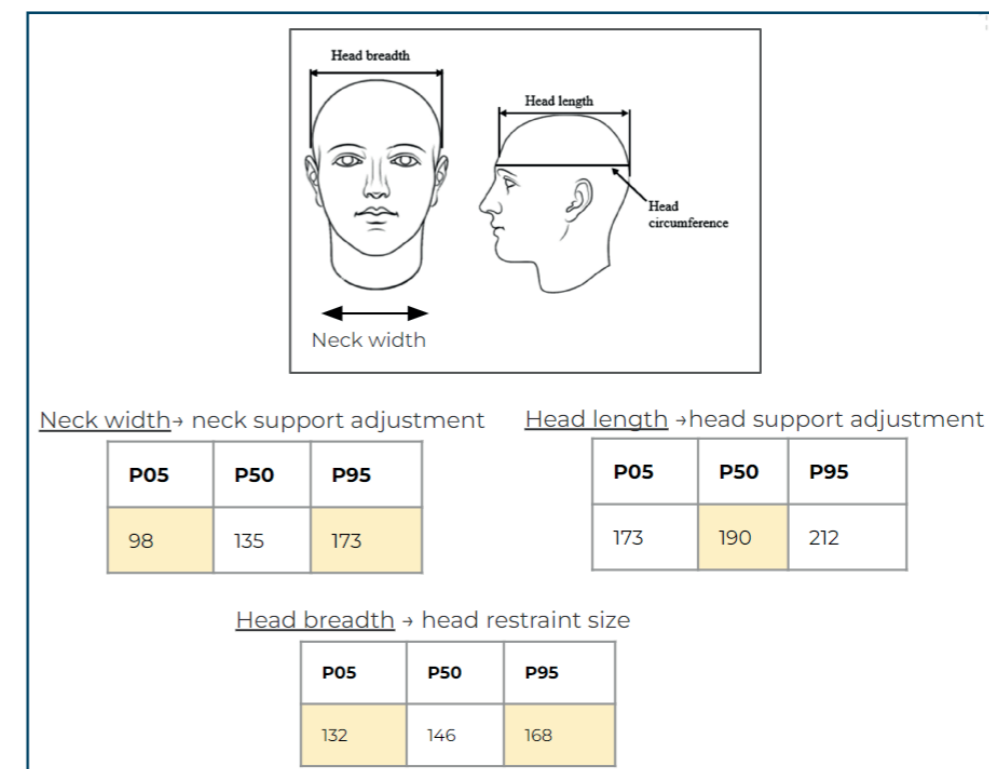 Head breadth
Head length
Head
circumference
Neck width
Neck width→ neck support adjustment
P05 P50 P95
98 135 173
Head length →head support adjustment
P05 P50 P95
173 190 212
Head breadth → head restraint size
P05 P50 P95
132 146 168